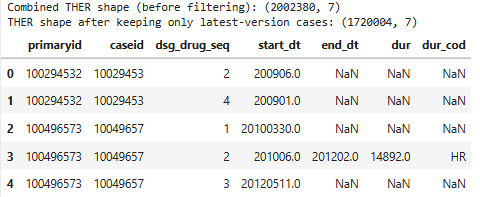 Combined THER shape (before filtering): (2002380, 7)
THER shape after keeping only latest-version cases: (1720004, 7)
primaryid caseid dsg_drug_seq start_dt end_dt dur dur_cod
0 100294532 10029453 2 200906.0 NaN NaN NaN
1 100294532 10029453 4 200901.0 NaN NaN NaN
2 100496573 10049657 1 20100330.0 NaN NaN NaN
3 100496573 10049657 2 201006.0 201202.0 14892.0 HR
4 100496573 10049657 3 20120511.0 NaN NaN NaN